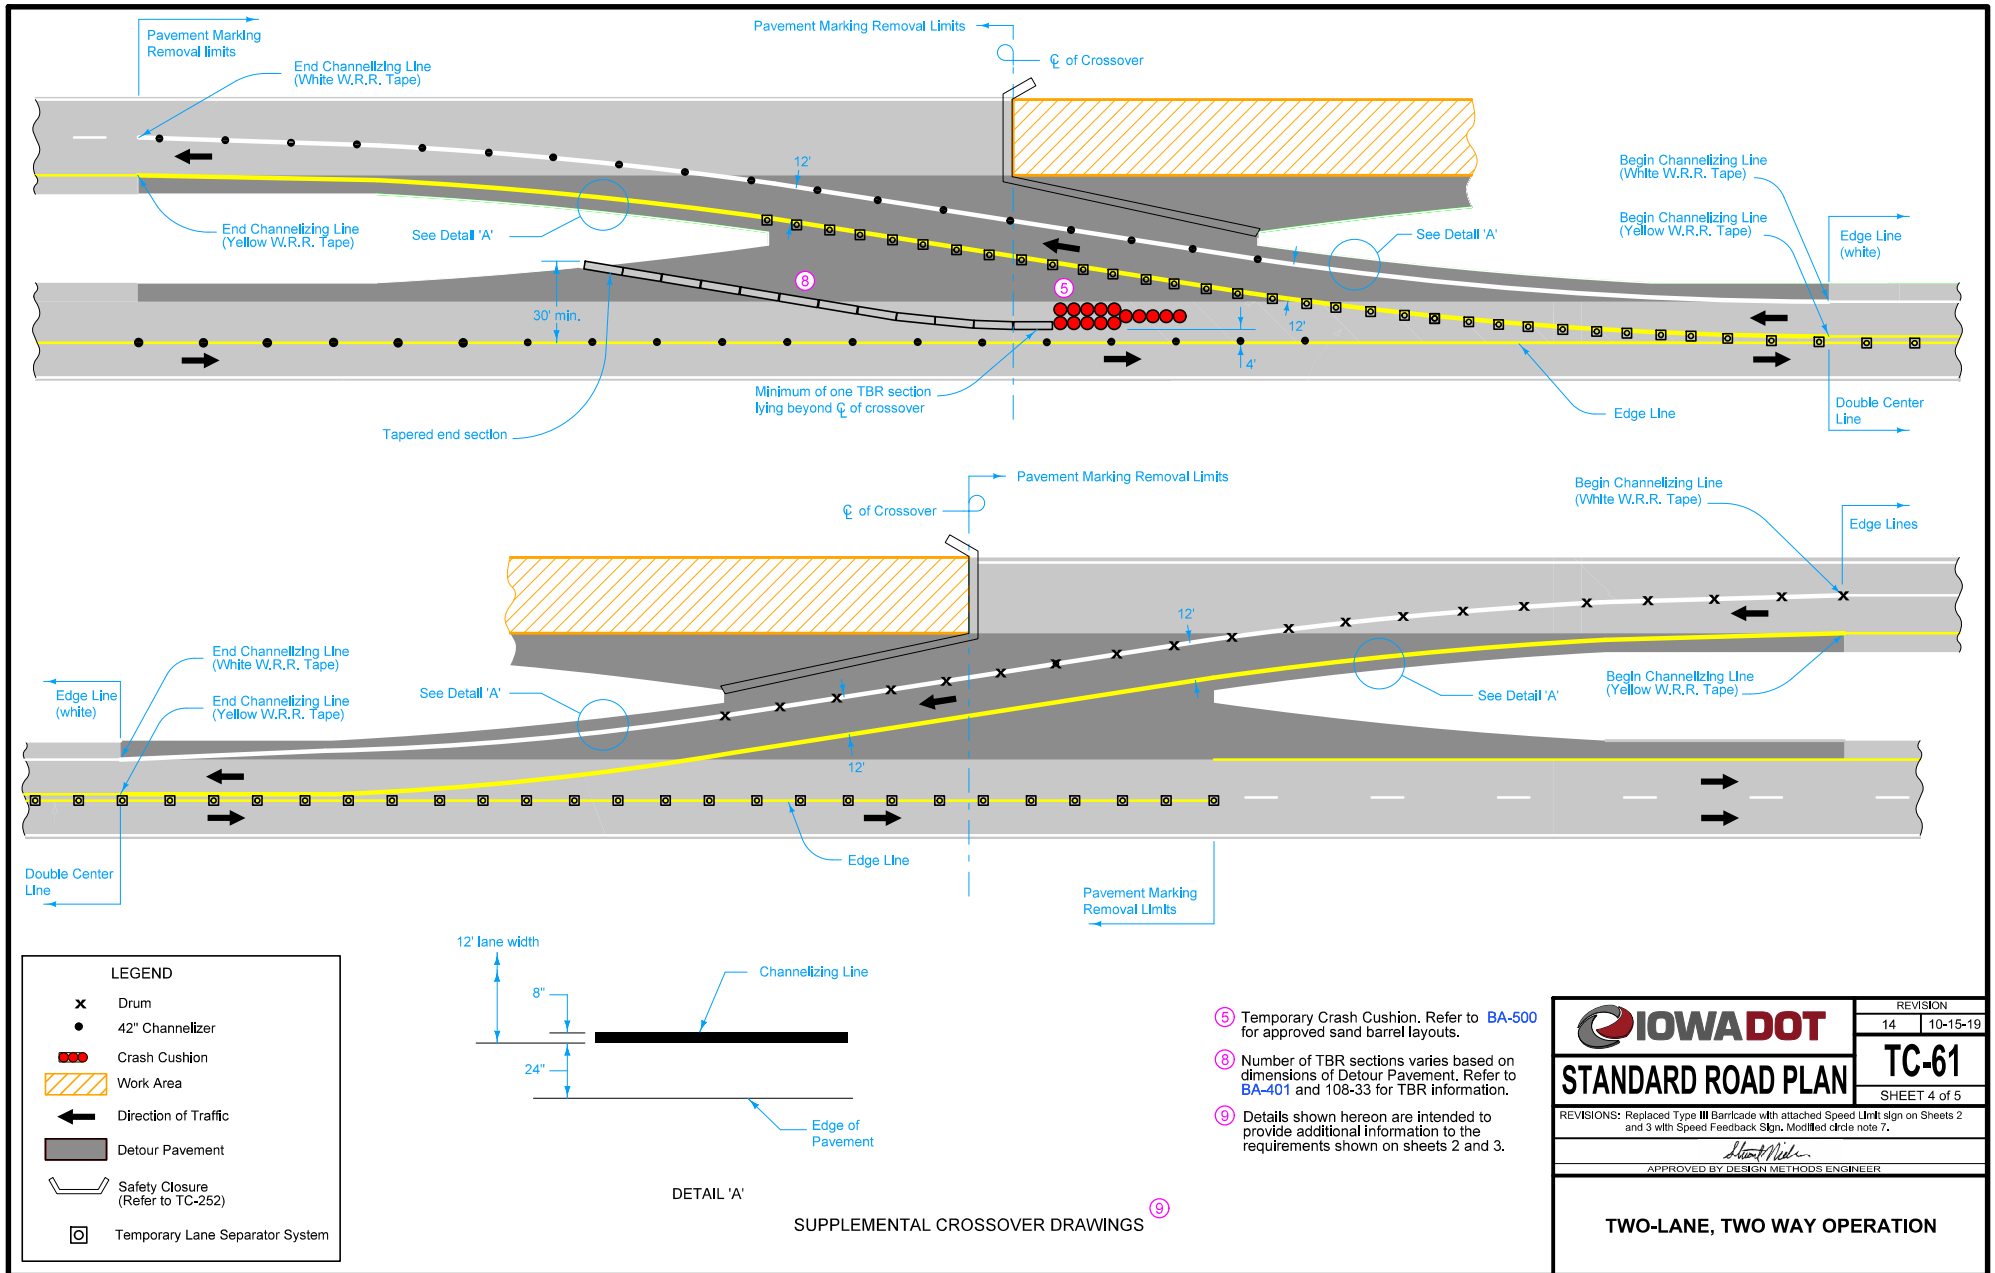 Pavement Marking
Removal limits
End Channelizing Line
(White W.R.R. Tape)
Pavement Marking Removal Limits
℄ of Crossover
12'
Begin Channelizing Line
(White W.R.R. Tape)
Begin Channelizing Line
(Yellow W.R.R. Tape)
Edge Line
(white)
End Channelizing Line
(Yellow W.R.R. Tape)
See Detail 'A'
See Detail 'A'
8
5
30' min.
12'
4'
Minimum of one TBR section
lying beyond ℄ of crossover
Tapered end section
Edge Line
Double Center
Line
Pavement Marking Removal Limits
℄ of Crossover
Begin Channelizing Line
(White W.R.R. Tape)
Edge Lines
12'
End Channelizing Line
(White W.R.R. Tape)
Edge Line
(white)
End Channelizing Line
(Yellow W.R.R. Tape)
See Detail 'A'
See Detail 'A'
Begin Channelizing Line
(Yellow W.R.R. Tape)
12'
Edge Line
Double Center
Line
Pavement Marking
Removal Limits
LEGEND
x Drum
42" Channelizer
Crash Cushion
Work Area
Direction of Traffic
Detour Pavement
Safety Closure
(Refer to TC-252)
Temporary Lane Separator System
12' lane width
8"
Channelizing Line
24"
Edge of
Pavement
DETAIL 'A'
SUPPLEMENTAL CROSSOVER DRAWINGS 9
5 Temporary Crash Cushion. Refer to BA-500
for approved sand barrel layouts.
8 Number of TBR sections varies based on
dimensions of Detour Pavement. Refer to
BA-401 and 108-33 for TBR information.
9 Details shown hereon are intended to
provide additional information to the
requirements shown on sheets 2 and 3.
IOWADOT
STANDARD ROAD PLAN
REVISION
14 10-15-19
TC-61
SHEET 4 of 5
REVISIONS: Replaced Type III Barricade with attached Speed Limit sign on Sheets 2
and 3 with Speed Feedback Sign. Modified circle note 7.
APPROVED BY DESIGN METHODS ENGINEER
TWO-LANE, TWO WAY OPERATION